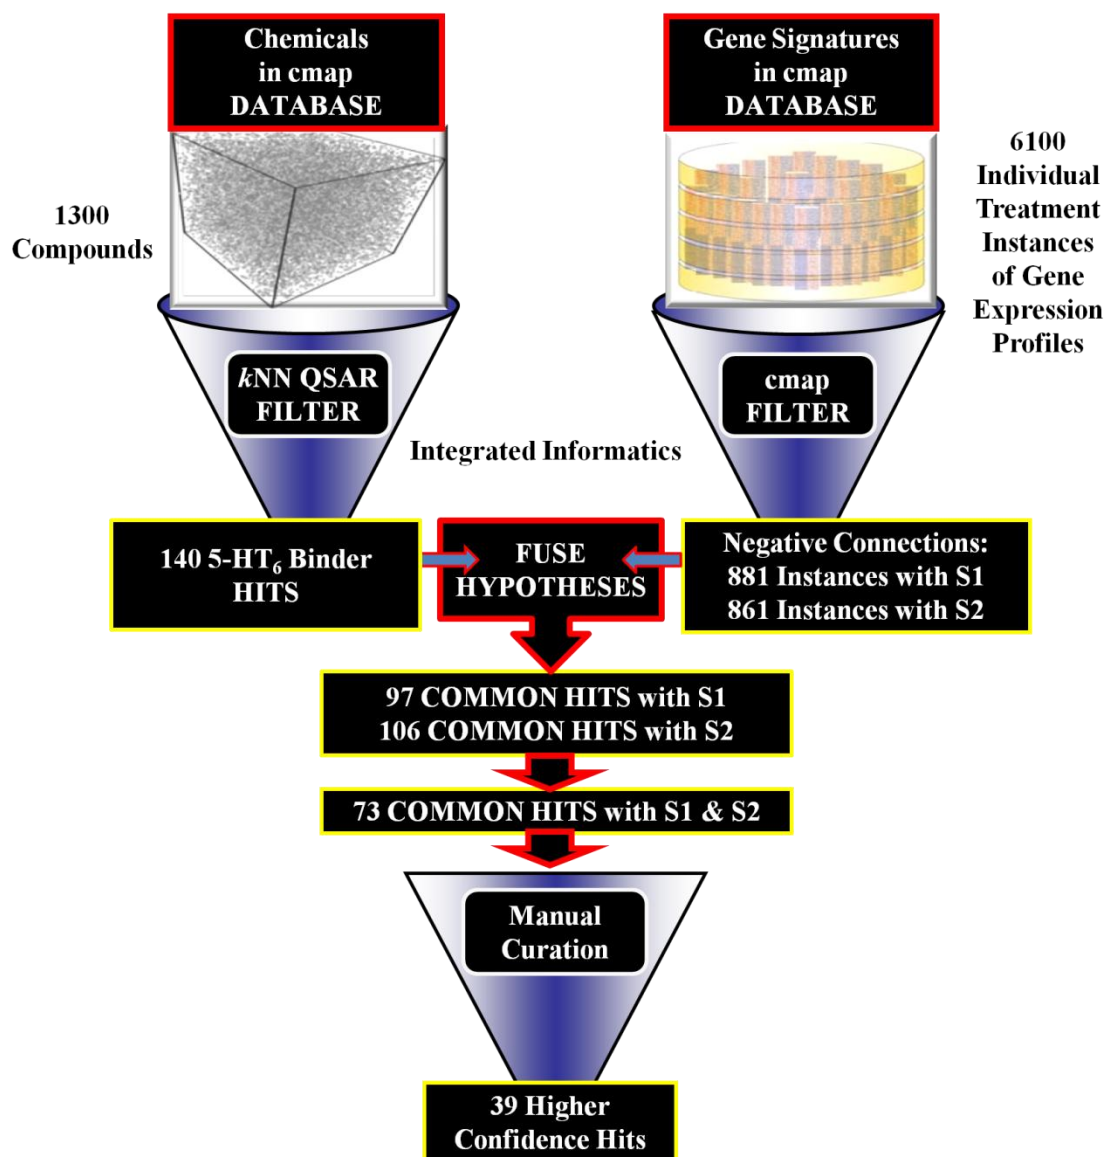 Chemicals
in cmap
DATABASE
Gene Signatures
in cmap
DATABASE
1300
Compounds
6100
Individual
Treatment
Instances
of Gene
Expression
Profiles
kNN QSAR
FILTER
cmap
FILTER
Integrated Informatics
140 5-HT₆ Binder
HITS
FUSE
HYPOTHESES
Negative Connections:
881 Instances with S1
861 Instances with S2
97 COMMON HITS with S1
106 COMMON HITS with S2
73 COMMON HITS with S1 & S2
Manual
Curation
39 Higher
Confidence Hits